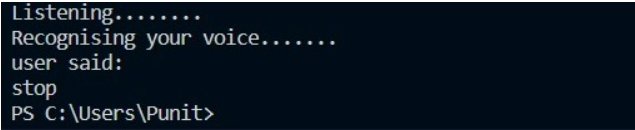 Listening........
Recognising your voice.......
user said:
stop
PS C:\Users\Punit>